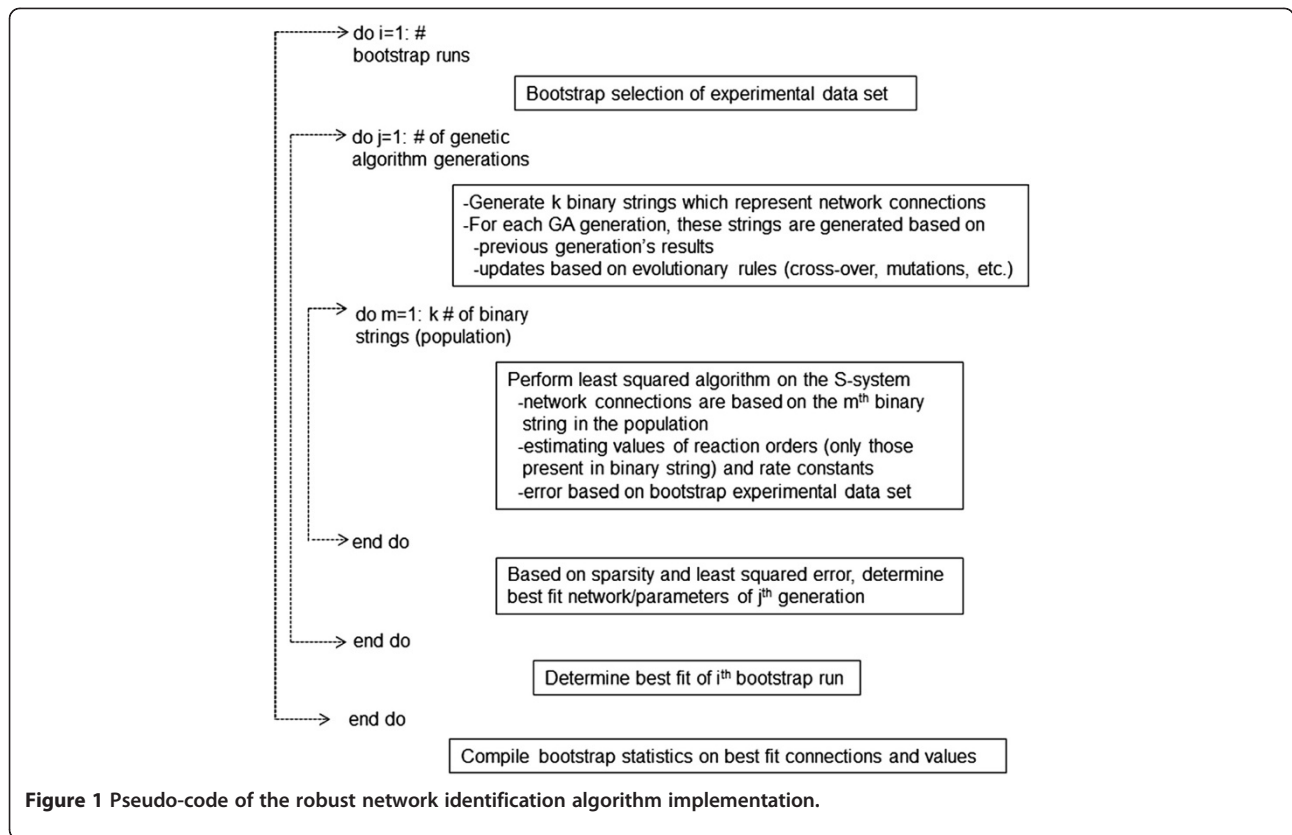 do i=1: #
bootstrap runs
Bootstrap selection of experimental data set
do j=1: # of genetic
algorithm generations
-Generate k binary strings which represent network connections
-For each GA generation, these strings are generated based on
-previous generation's results
-updates based on evolutionary rules (cross-over, mutations, etc.)
do m=1: k # of binary
strings (population)
Perform least squared algorithm on the S-system
-network connections are based on the mth binary
string in the population
-estimating values of reaction orders (only those
present in binary string) and rate constants
-error based on bootstrap experimental data set
end do
Based on sparsity and least squared error, determine
best fit network/parameters of jth generation
end do
Determine best fit of ith bootstrap run
end do
Compile bootstrap statistics on best fit connections and values
Figure 1 Pseudo-code of the robust network identification algorithm implementation.